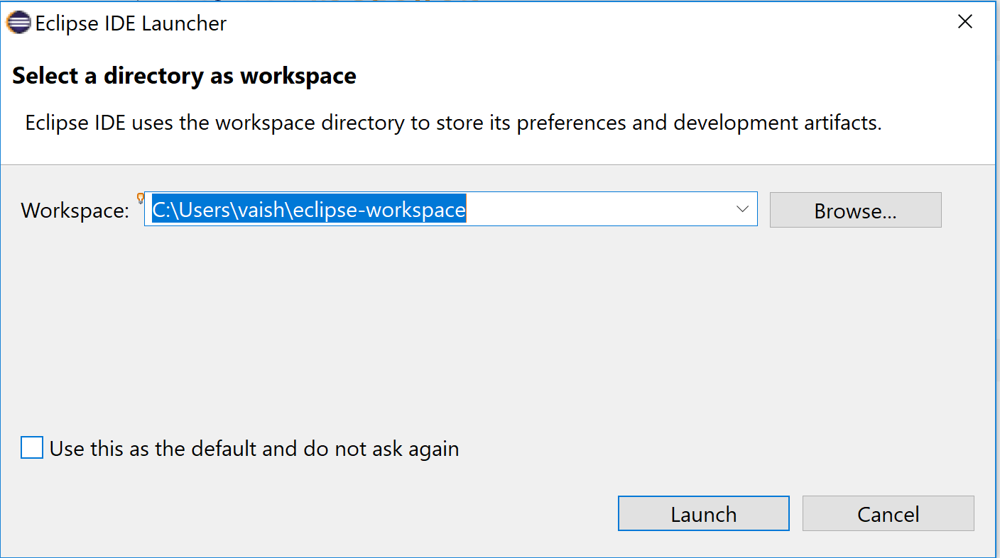 Eclipse IDE Launcher
Select a directory as workspace
Eclipse IDE uses the workspace directory to store its preferences and development artifacts.
Workspace: C:\Users\vaish\eclipse-workspace Browse...
Use this as the default and do not ask again
Launch Cancel